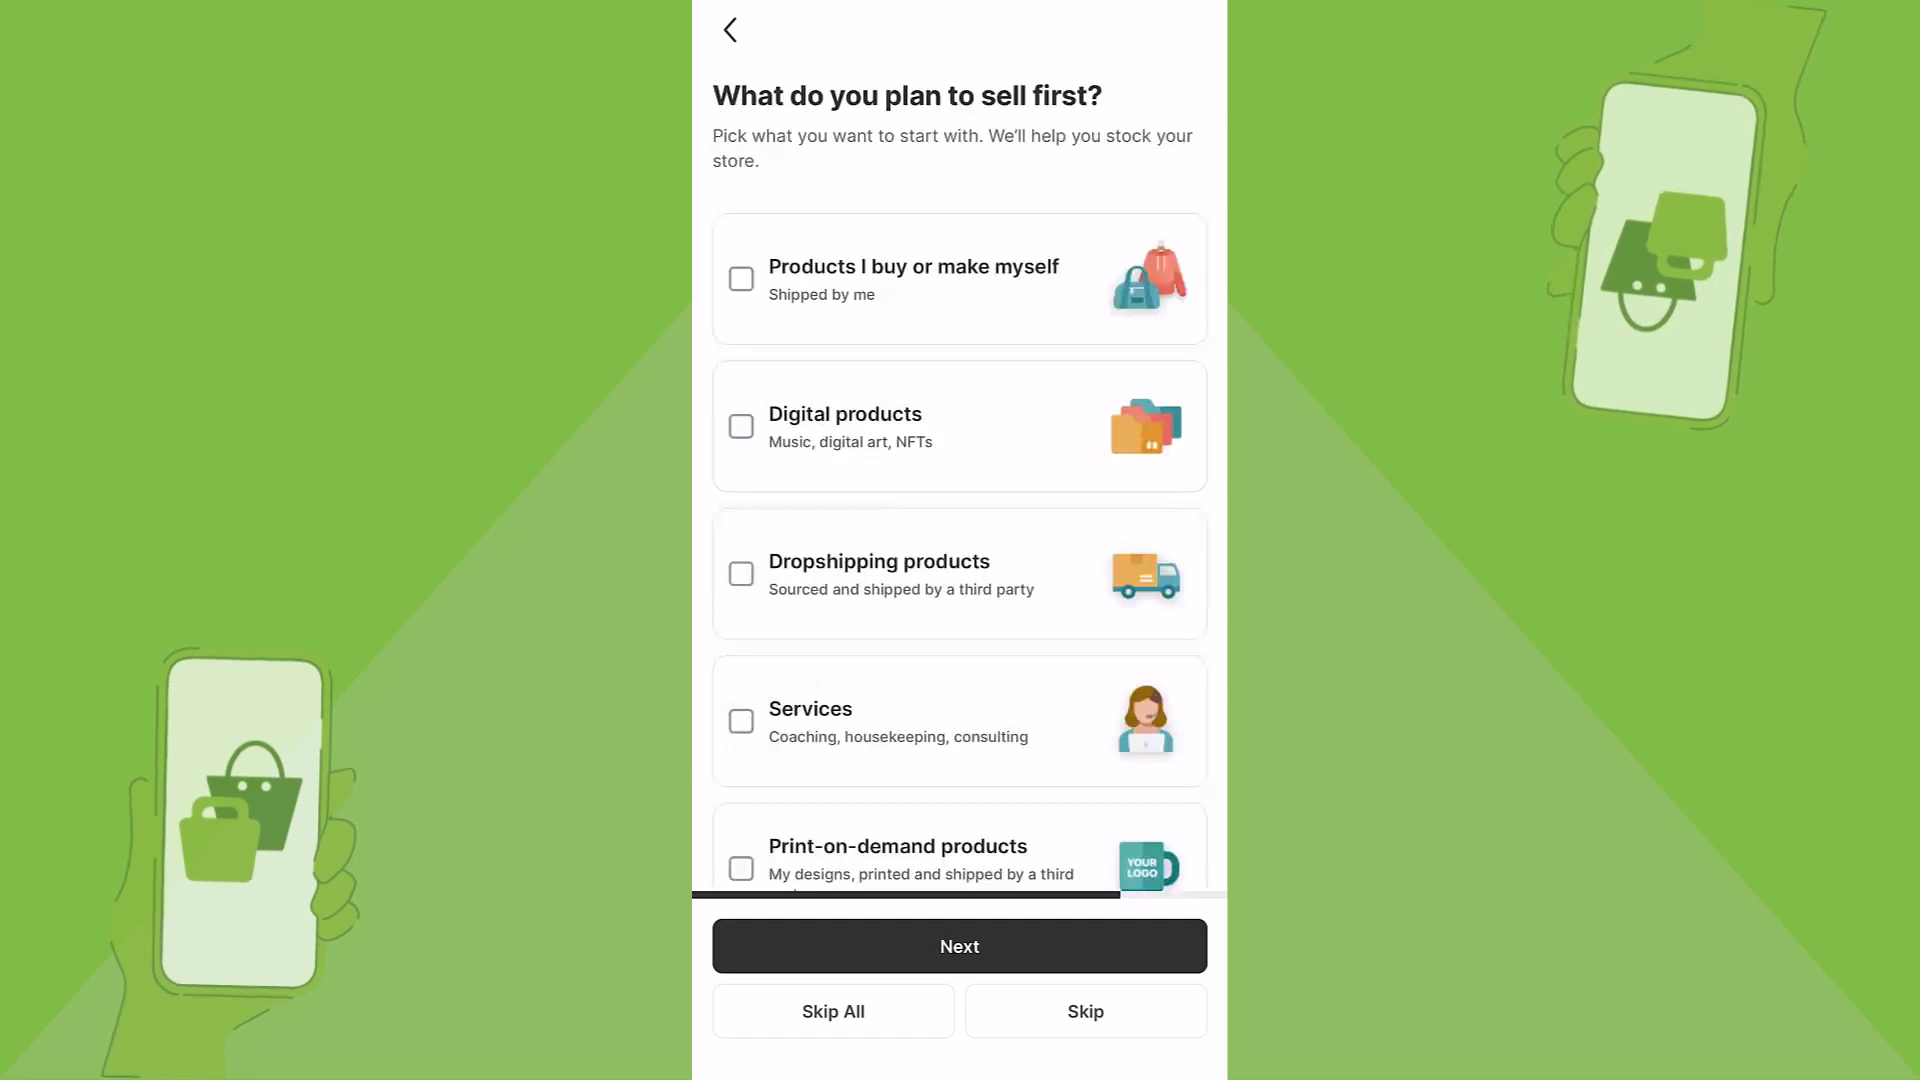 What do you plan to sell first?
Pick what you want to start with. We'll help you stock your
store.
Products I buy or make myself
Shipped by me
Digital products
Music, digital art, NFTs
Dropshipping products
Sourced and shipped by a third party
Services
Coaching, housekeeping, consulting
Print-on-demand products
My designs, printed and shipped by a third
YOUR
LOGO
Next
Skip All
Skip